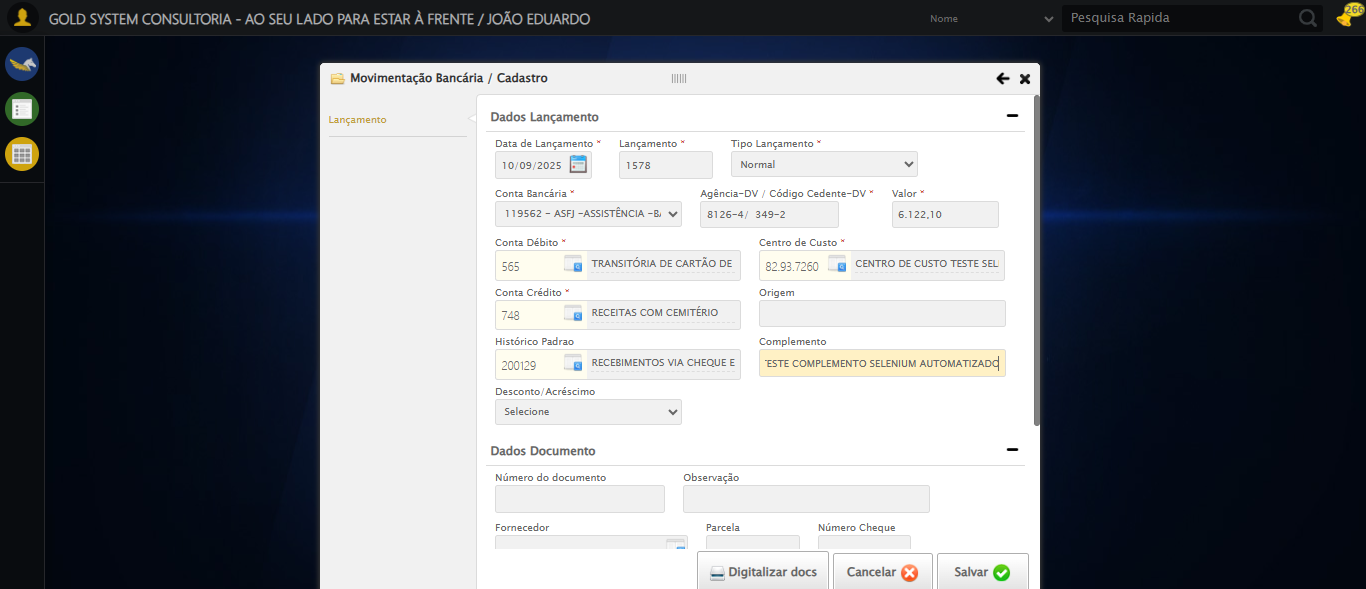 GOLD SYSTEM CONSULTORIA - AO SEU LADO PARA ESTAR À FRENTE / JOÃO EDUARDO
Nome
Pesquisa Rapida
266
Movimentação Bancária / Cadastro
Lançamento
Dados Lançamento
Data de Lançamento * Lançamento * Tipo Lançamento *
10/09/2025 1578 Normal
Conta Bancária * Agência-DV / Código Cedente-DV * Valor *
119562 - ASFJ -ASSISTÊNCIA -BA 8126-4/ 349-2 6.122,10
Conta Débito * Centro de Custo *
565 TRANSITÓRIA DE CARTÃO DE 82.93.7260 CENTRO DE CUSTO TESTE SEL
Conta Crédito * Origem
748 RECEITAS COM CEMITÉRIO
Histórico Padrao Complemento
200129 RECEBIMENTOS VIA CHEQUE E TESTE COMPLEMENTO SELENIUM AUTOMATIZADO
Desconto/Acréscimo
Selecione
Dados Documento
Número do documento Observação
Fornecedor Parcela Número Cheque
Digitalizar docs Cancelar Salvar